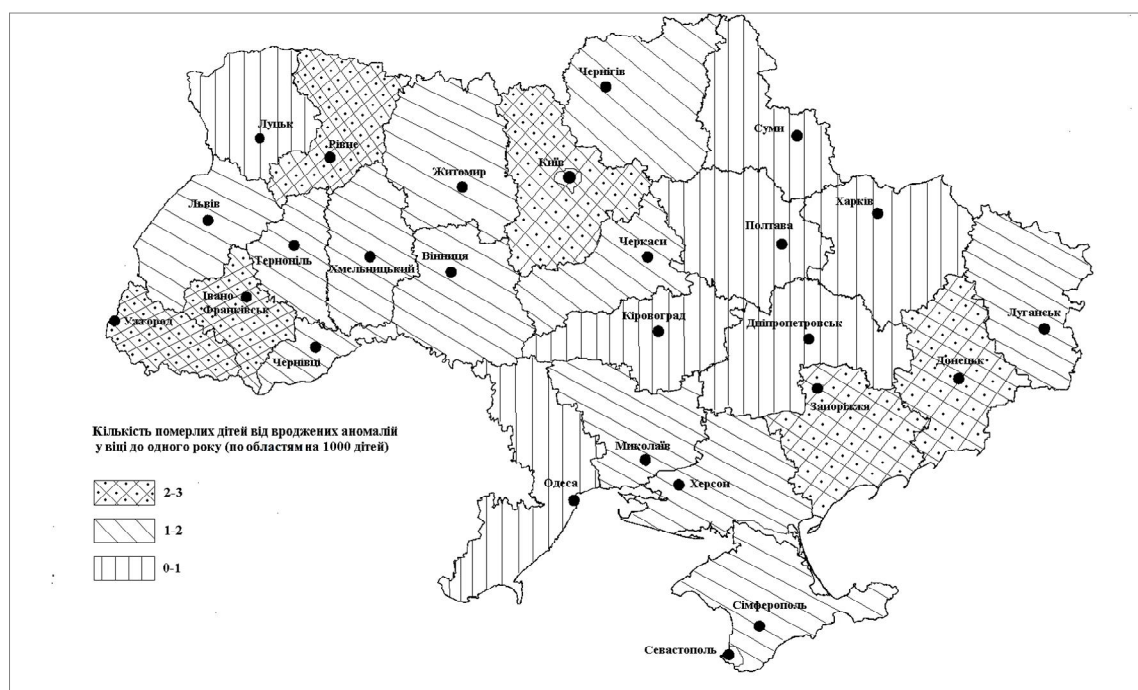 Чернігів
Суми
Луцьк
Рівне
Київ
Житомир
Харків
Львів
Полтава
Черкаси
Тернопіль
Вінниця
Хмельницький
Івано
Франківськ
Ужгород
Кіровоград
Дніпропетровськ
Луганськ
Чернівці
Донецьк
Запоріжжя
Кількість померлих дітей від вроджених аномалій
у віці до одного року (по областям на 1000 дітей)
Миколаїв
Одеса
Херсон
2-3
1-2
0-1
Сімферополь
Севастополь